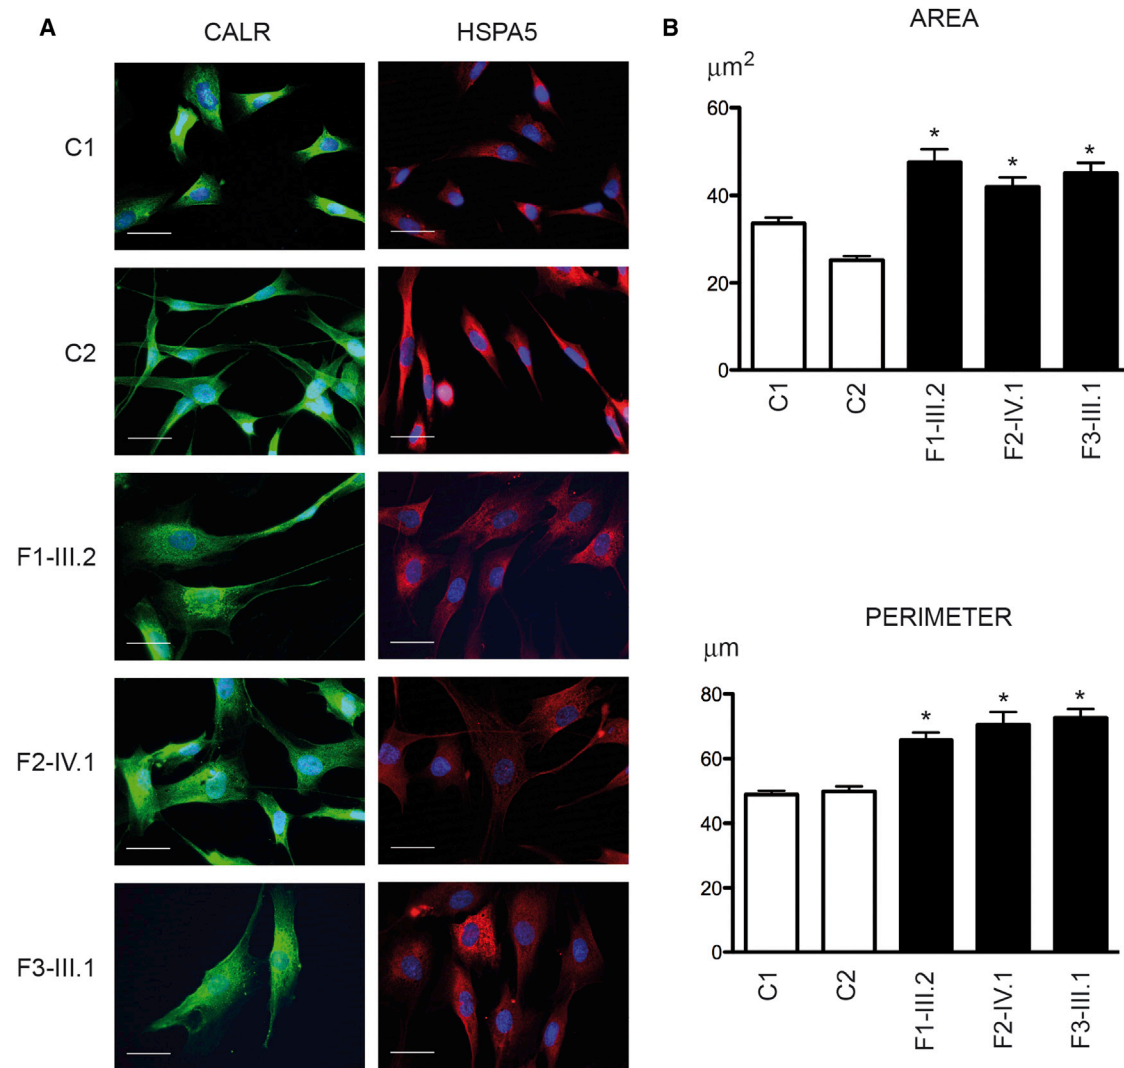 A
CALR
HSPA5
C1
C2
F1-III.2
F2-IV.1
F3-III.1
B
AREA
μm²
60
40
20
0
C1
C2
F1-III.2
F2-IV.1
F3-III.1
* * *
PERIMETER
μm
80
60
40
20
0
C1
C2
F1-III.2
F2-IV.1
F3-III.1
* * *